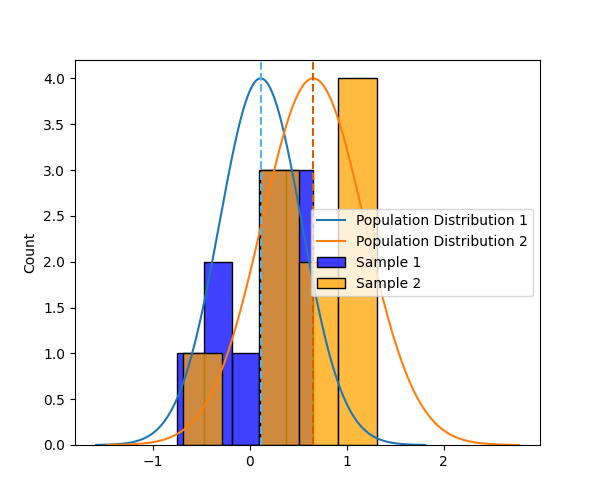 4.0
3.5
3.0
2.5
2.0
1.5
1.0
0.5
0.0
Count
Population Distribution 1
Population Distribution 2
Sample 1
Sample 2
−1 0 1 2